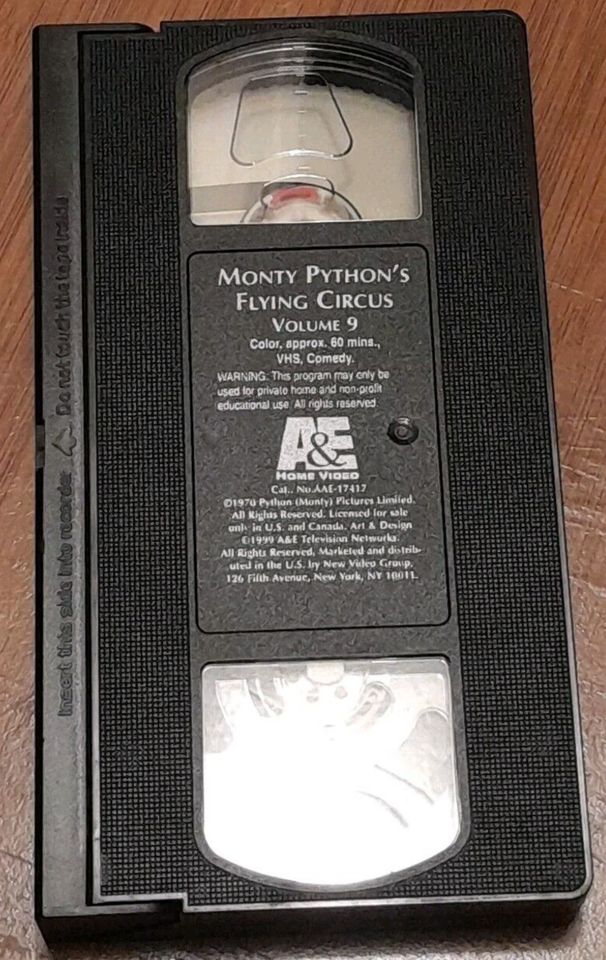 MONTY PYTHON'S
FLYING CIRCUS
VOLUME 9
Color, approx. 60 mins.,
VHS, Comedy.
WARNING: This program may only be
used for private home and non-profit
educational use. All rights reserved.
A&E
HOME VIDEO
Cat.. No.AAE-17417
©1970 Python (Monty) Pictures Limited.
All Rights Reserved. Licensed for sale
only in U.S. and Canada. Art & Design
©1999 A&E Television Networks.
All Rights Reserved. Marketed and distrib-
uted in the U.S. by New Video Group,
126 Fifth Avenue, New York, NY 10011.
Insert this side into recorder Do not touch the tape inside